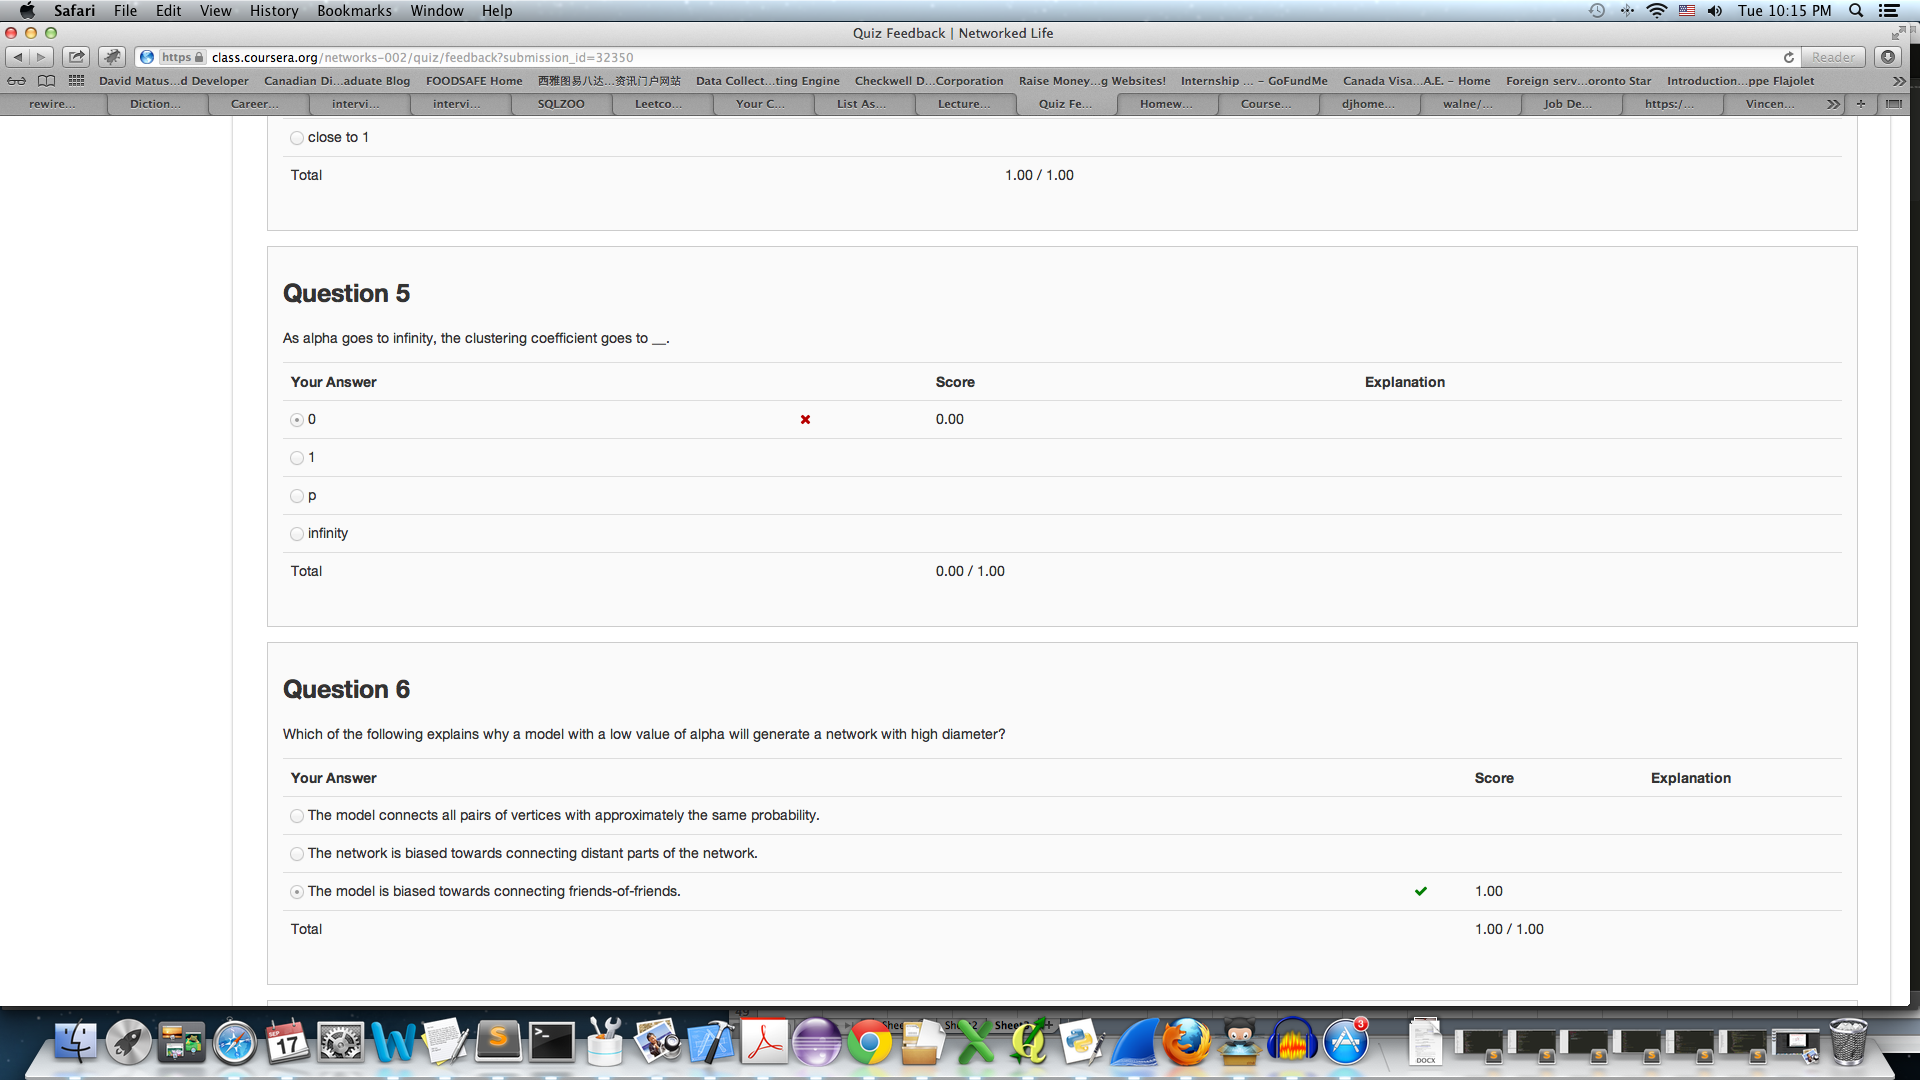 Safari File Edit View History Bookmarks Window Help Tue 10:15 PM
Quiz Feedback | Networked Life
https class.coursera.org/networks-002/quiz/feedback?submission_id=32350 Reader
David Matus...d Developer Canadian Di...aduate Blog FOODSAFE Home 西雅图易八达...资讯门户网站 Data Collect...ting Engine Checkwell D...Corporation Raise Money...g Websites! Internship ... – GoFundMe Canada Visa...A.E. – Home Foreign serv...oronto Star Introduction...ppe Flajolet
rewire... Diction... Career... intervi... intervi... SQLZOO Leetco... Your C... List As... Lecture... Quiz Fe... Homew... Course... djhome... walne/... Job De... https:/... Vincen...
close to 1
Total 1.00 / 1.00
Question 5
As alpha goes to infinity, the clustering coefficient goes to __.
Your Answer Score Explanation
0 0.00
1
p
infinity
Total 0.00 / 1.00
Question 6
Which of the following explains why a model with a low value of alpha will generate a network with high diameter?
Your Answer Score Explanation
The model connects all pairs of vertices with approximately the same probability.
The network is biased towards connecting distant parts of the network.
The model is biased towards connecting friends-of-friends. 1.00
Total 1.00 / 1.00
SEP
17
3
DOCX